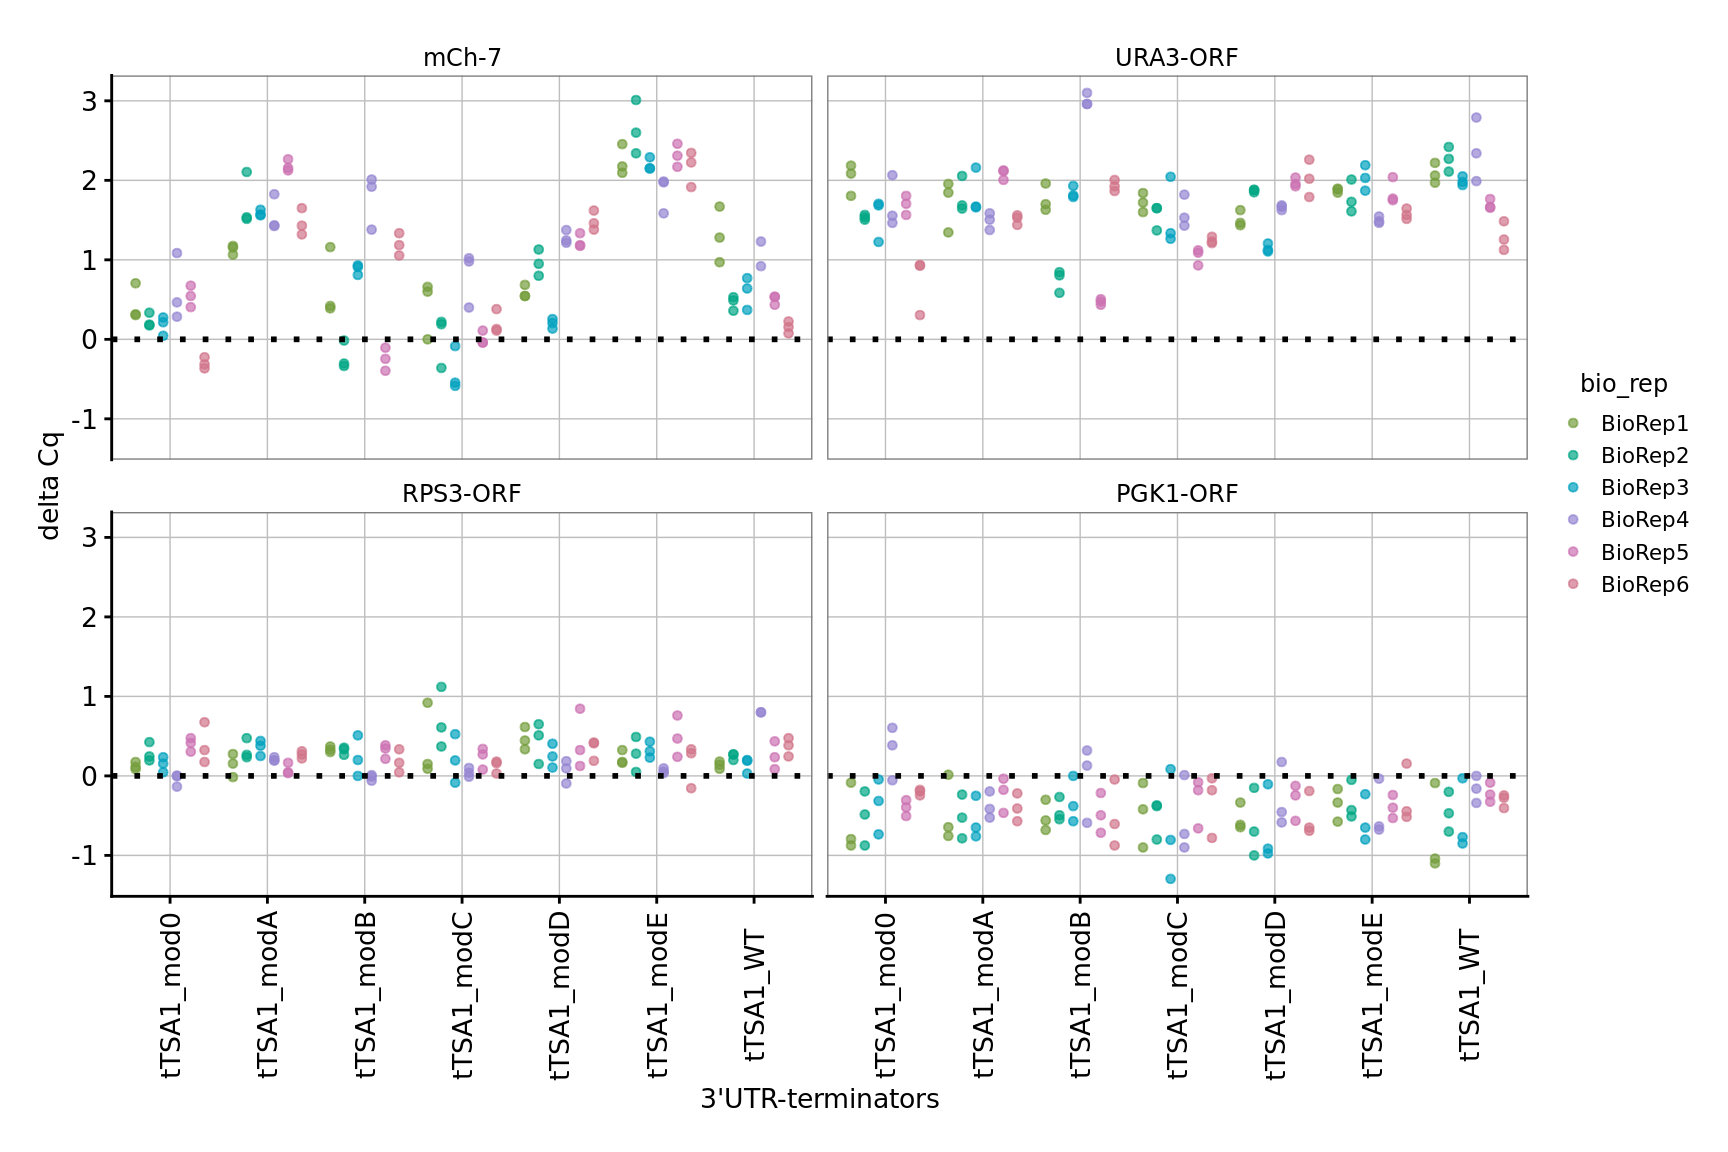 mCh-7
URA3-ORF
3
2
1
0
-1
RPS3-ORF
PGK1-ORF
3
2
1
0
-1
delta Cq
tTSA1_mod0
tTSA1_modA
tTSA1_modB
tTSA1_modC
tTSA1_modD
tTSA1_modE
tTSA1_WT
tTSA1_mod0
tTSA1_modA
tTSA1_modB
tTSA1_modC
tTSA1_modD
tTSA1_modE
tTSA1_WT
3'UTR-terminators
bio_rep
BioRep1
BioRep2
BioRep3
BioRep4
BioRep5
BioRep6